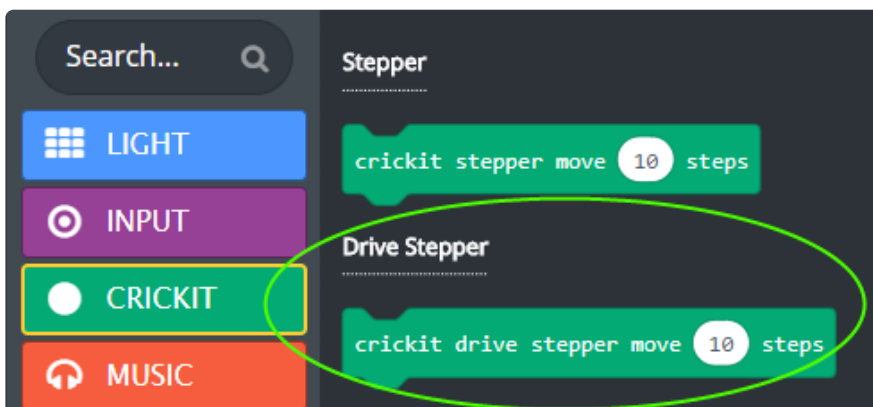 Search...
LIGHT
INPUT
CRICKIT
MUSIC
Stepper
crickit stepper move 10 steps
Drive Stepper
crickit drive stepper move 10 steps